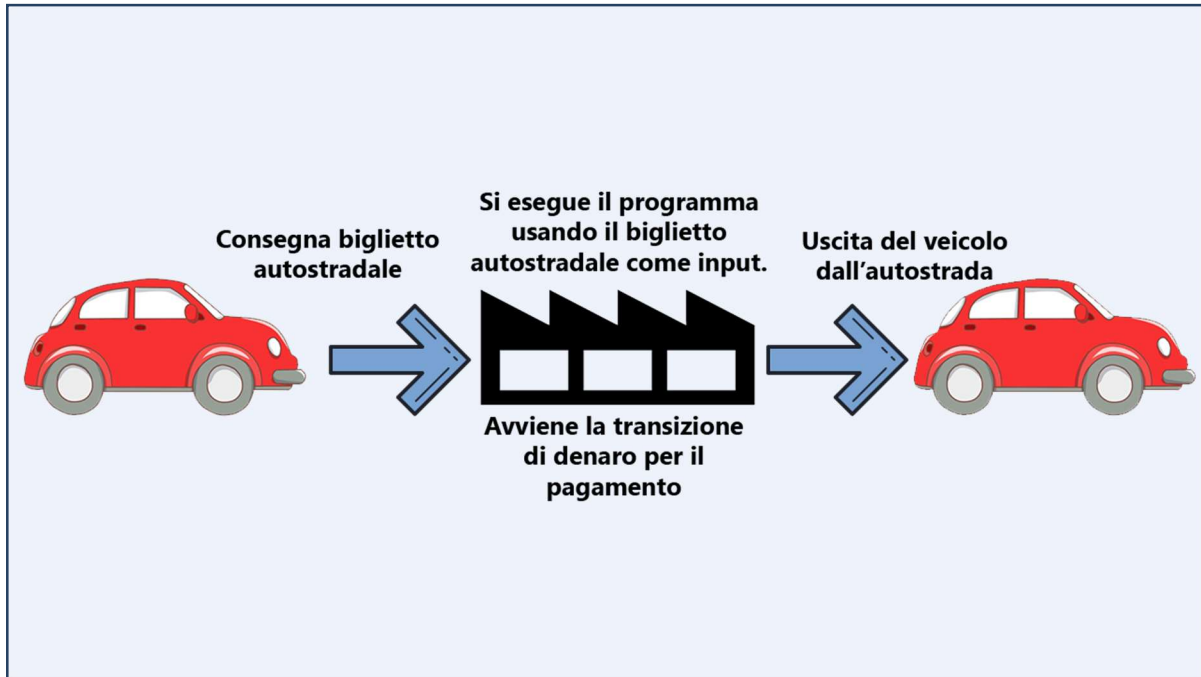 Consegna biglietto
autostradale
Si esegue il programma
usando il biglietto
autostradale come input.
Avviene la transizione
di denaro per il
pagamento
Uscita del veicolo
dall'autostrada